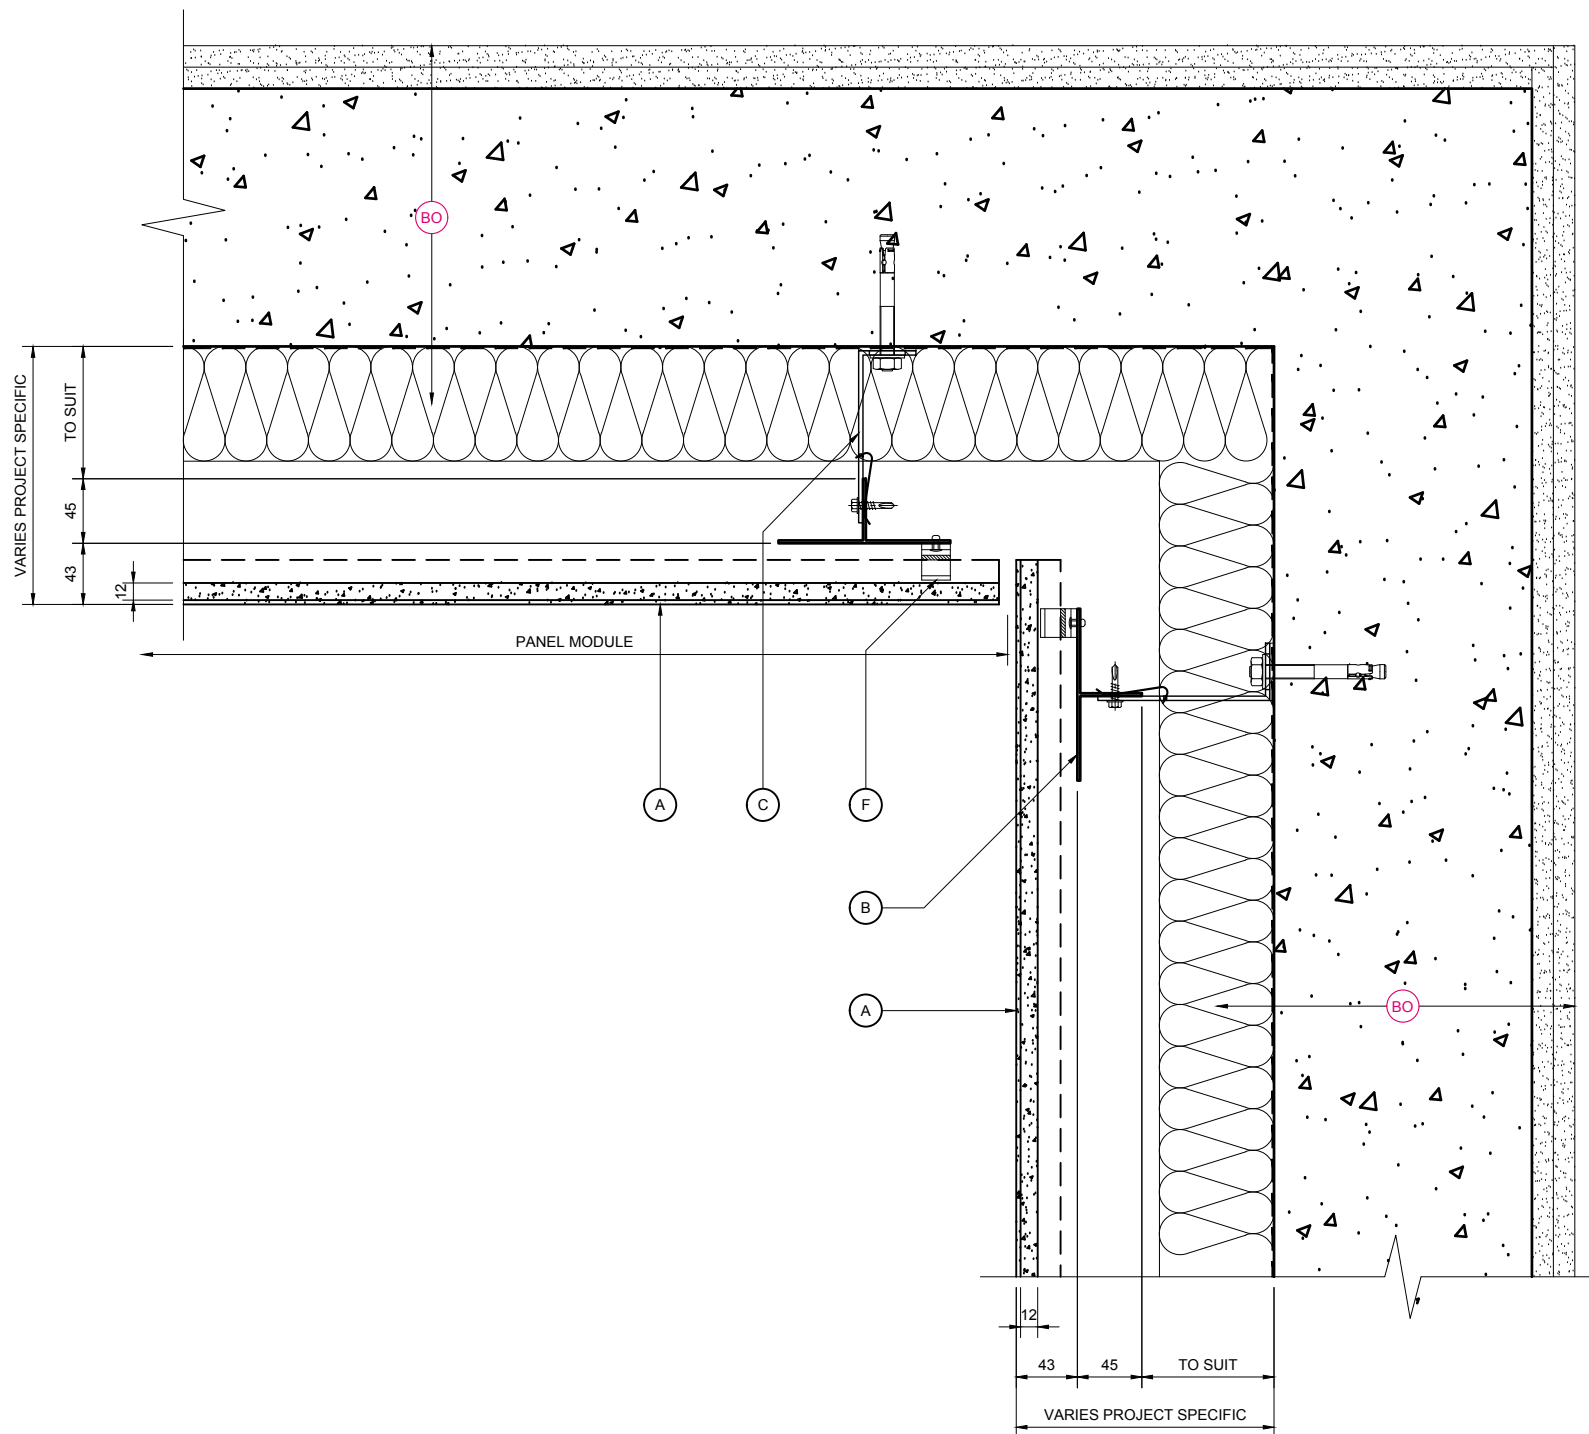 BO
VARIES PROJECT SPECIFIC
TO SUIT
45
43
12
PANEL MODULE
A
C
F
B
A
BO
12
43
45
TO SUIT
VARIES PROJECT SPECIFIC